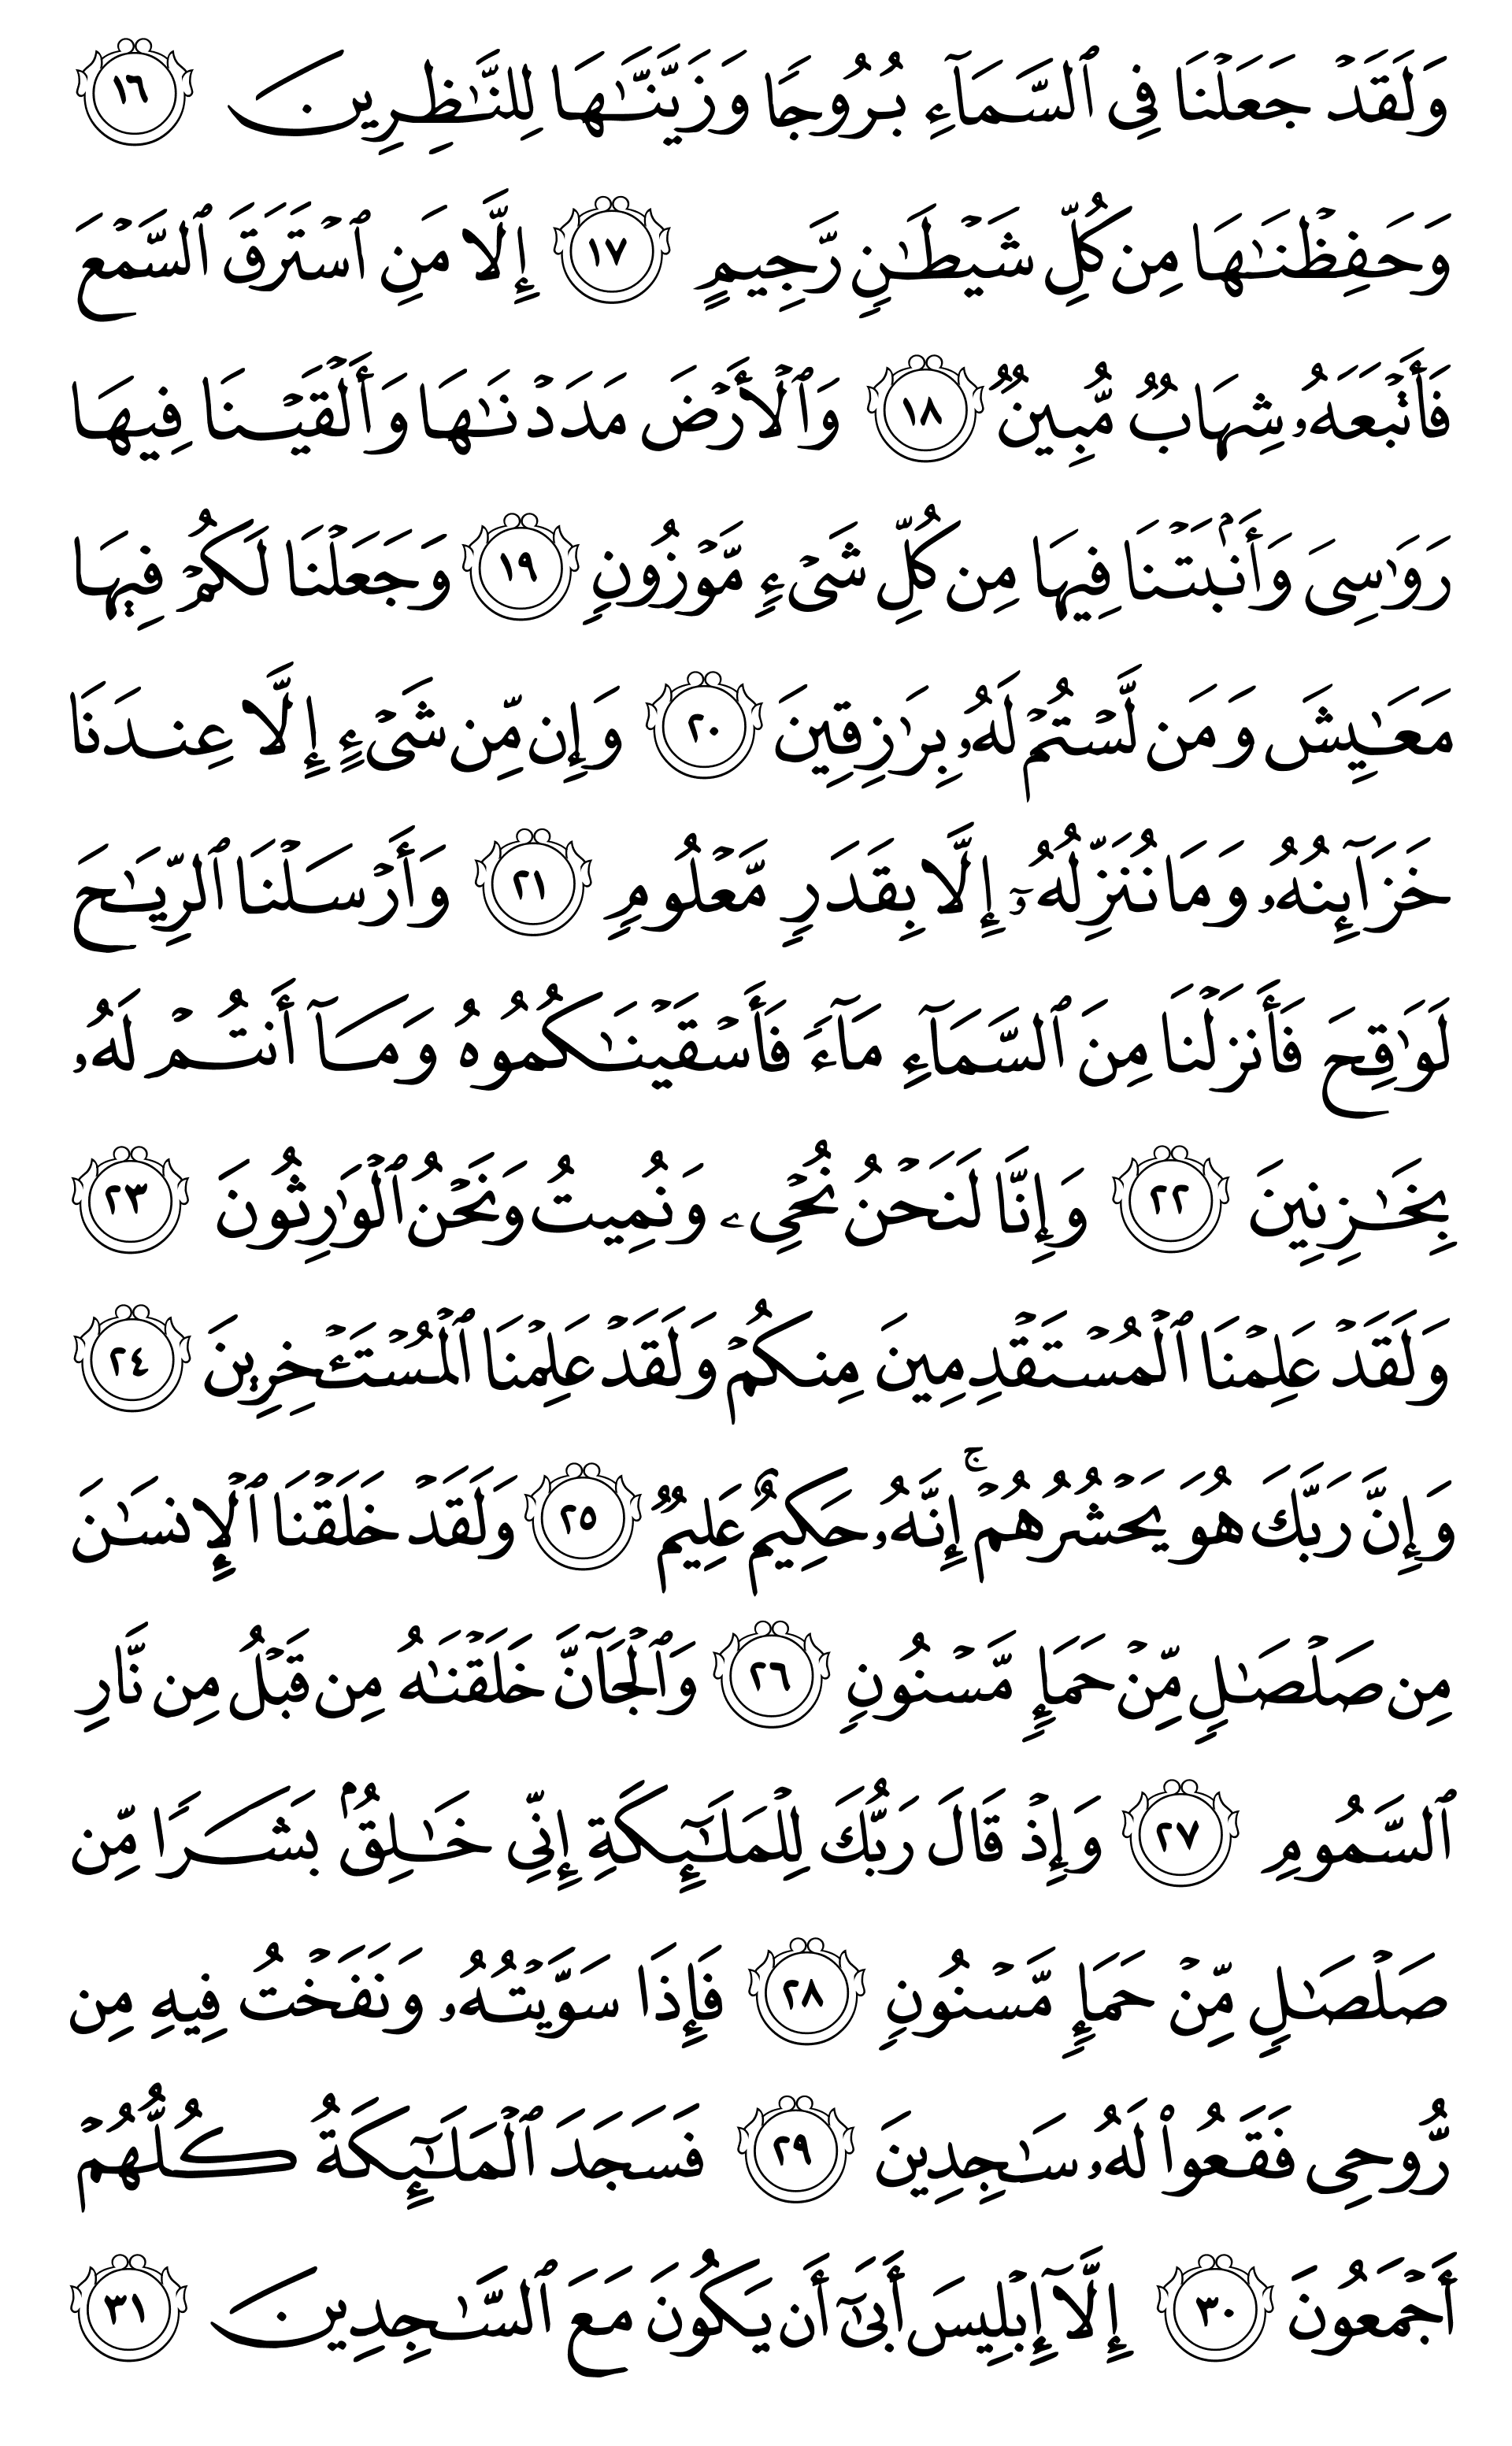 وَلَقَدۡ جَعَلۡنَا فِي ٱلسَّمَآءِ بُرُوجٗا وَزَيَّنَّٰهَا لِلنَّٰظِرِينَ ١٦
وَحَفِظۡنَٰهَا مِن كُلِّ شَيۡطَٰنٖ رَّجِيمٍ ١٧ إِلَّا مَنِ ٱسۡتَرَقَ ٱلسَّمۡعَ
فَأَتۡبَعَهُۥ شِهَابٞ مُّبِينٞ ١٨ وَٱلۡأَرۡضَ مَدَدۡنَٰهَا وَأَلۡقَيۡنَا فِيهَا
رَوَٰسِيَ وَأَنۢبَتۡنَا فِيهَا مِن كُلِّ شَيۡءٖ مَّوۡزُونٖ ١٩ وَجَعَلۡنَا لَكُمۡ فِيهَا
مَعَٰيِشَ وَمَن لَّسۡتُمۡ لَهُۥ بِرَٰزِقِينَ ٢٠ وَإِن مِّن شَيۡءٍ إِلَّا عِندَنَا
خَزَآئِنُهُۥ وَمَا نُنَزِّلُهُۥٓ إِلَّا بِقَدَرٖ مَّعۡلُومٖ ٢١ وَأَرۡسَلۡنَا ٱلرِّيَٰحَ
لَوَٰقِحَ فَأَنزَلۡنَا مِنَ ٱلسَّمَآءِ مَآءٗ فَأَسۡقَيۡنَٰكُمُوهُ وَمَآ أَنتُمۡ لَهُۥ
بِخَٰزِنِينَ ٢٢ وَإِنَّا لَنَحۡنُ نُحۡيِۦ وَنُمِيتُ وَنَحۡنُ ٱلۡوَٰرِثُونَ ٢٣
وَلَقَدۡ عَلِمۡنَا ٱلۡمُسۡتَقۡدِمِينَ مِنكُمۡ وَلَقَدۡ عَلِمۡنَا ٱلۡمُسۡتَـٔۡخِرِينَ ٢٤
وَإِنَّ رَبَّكَ هُوَ يَحۡشُرُهُمۡۚ إِنَّهُۥ حَكِيمٌ عَلِيمٞ ٢٥ وَلَقَدۡ خَلَقۡنَا ٱلۡإِنسَٰنَ
مِن صَلۡصَٰلٖ مِّنۡ حَمَإٖ مَّسۡنُونٖ ٢٦ وَٱلۡجَآنَّ خَلَقۡنَٰهُ مِن قَبۡلُ مِن نَّارِ
ٱلسَّمُومِ ٢٧ وَإِذۡ قَالَ رَبُّكَ لِلۡمَلَٰٓئِكَةِ إِنِّي خَٰلِقُۢ بَشَرٗا مِّن
صَلۡصَٰلٖ مِّنۡ حَمَإٖ مَّسۡنُونٖ ٢٨ فَإِذَا سَوَّيۡتُهُۥ وَنَفَخۡتُ فِيهِ مِن
رُّوحِي فَقَعُواْ لَهُۥ سَٰجِدِينَ ٢٩ فَسَجَدَ ٱلۡمَلَٰٓئِكَةُ كُلُّهُمۡ
أَجۡمَعُونَ ٣٠ إِلَّآ إِبۡلِيسَ أَبَىٰٓ أَن يَكُونَ مَعَ ٱلسَّٰجِدِينَ ٣١